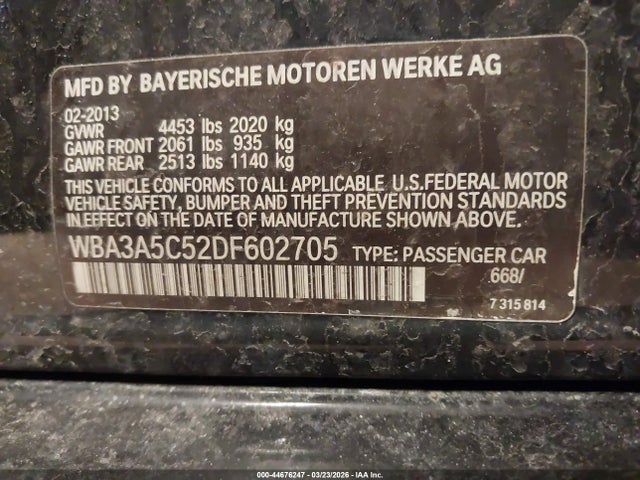 MFD BY BAYERISCHE MOTOREN WERKE AG
02-2013
GVWR 4453 lbs 2020 kg
GAWR FRONT 2061 lbs 935 kg
GAWR REAR 2513 lbs 1140 kg
THIS VEHICLE CONFORMS TO ALL APPLICABLE U.S.FEDERAL MOTOR
VEHICLE SAFETY, BUMPER AND THEFT PREVENTION STANDARDS
IN EFFECT ON THE DATE OF MANUFACTURE SHOWN ABOVE.
WBA3A5C52DF602705 TYPE: PASSENGER CAR
668/
7 315 814
000-44676247 - 03/23/2026 - IAA Inc.